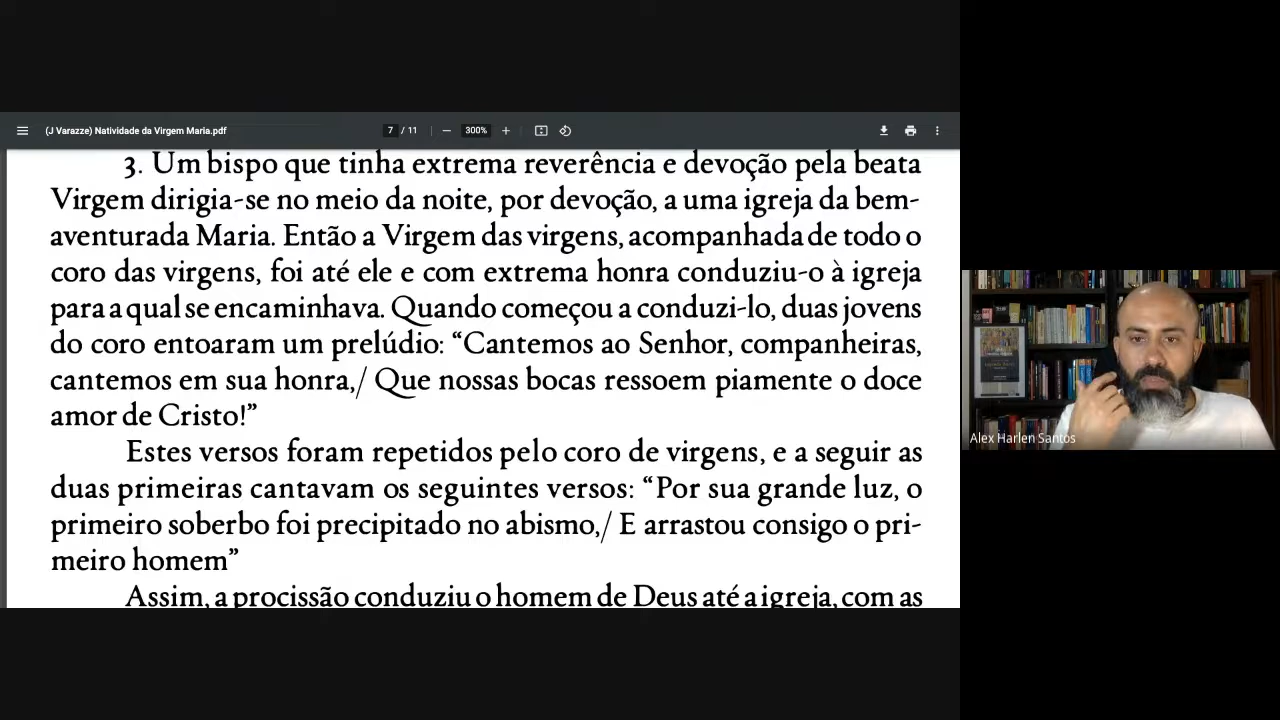 (J Varazze) Natividade da Virgem Maria.pdf
7 / 11
300%
3. Um bispo que tinha extrema reverência e devoção pela beata
Virgem dirigia-se no meio da noite, por devoção, a uma igreja da bem-
aventurada Maria. Então a Virgem das virgens, acompanhada de todo o
coro das virgens, foi até ele e com extrema honra conduziu-o à igreja
para a qual se encaminhava. Quando começou a conduzi-lo, duas jovens
do coro entoaram um prelúdio: “Cantemos ao Senhor, companheiras,
cantemos em sua honra,/ Que nossas bocas ressoem piamente o doce
amor de Cristo!”
Estes versos foram repetidos pelo coro de virgens, e a seguir as
duas primeiras cantavam os seguintes versos: “Por sua grande luz, o
primeiro soberbo foi precipitado no abismo,/ E arrastou consigo o pri-
meiro homem”
Assim, a procissão conduziu o homem de Deus até a igreja, com as
Alex Harlen Santos